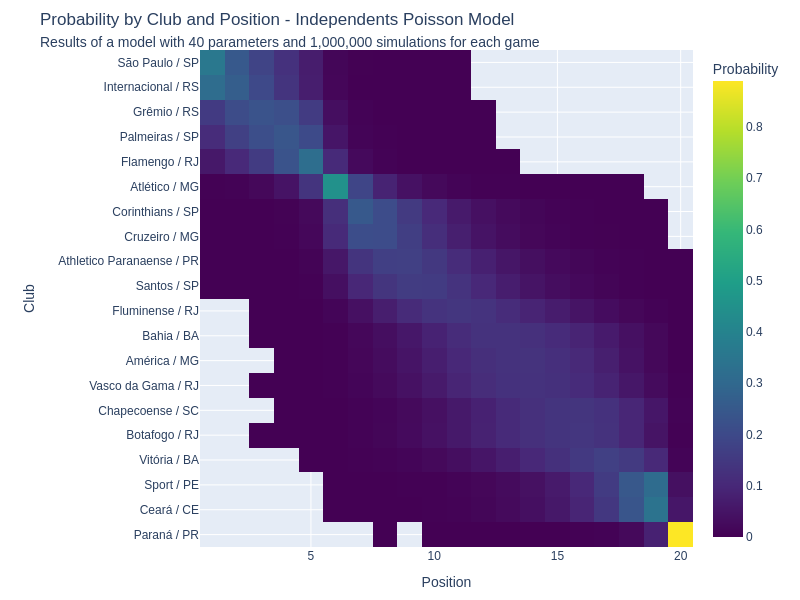 Probability by Club and Position - Independents Poisson Model
Results of a model with 40 parameters and 1,000,000 simulations for each game
Probability
São Paulo / SP
Internacional / RS
Grêmio / RS
Palmeiras / SP
Flamengo / RJ
Atlético / MG
Corinthians / SP
Cruzeiro / MG
Athletico Paranaense / PR
Santos / SP
Fluminense / RJ
Bahia / BA
América / MG
Vasco da Gama / RJ
Chapecoense / SC
Botafogo / RJ
Vitória / BA
Sport / PE
Ceará / CE
Paraná / PR
Club
5 10 15 20
Position
0.8
0.7
0.6
0.5
0.4
0.3
0.2
0.1
0